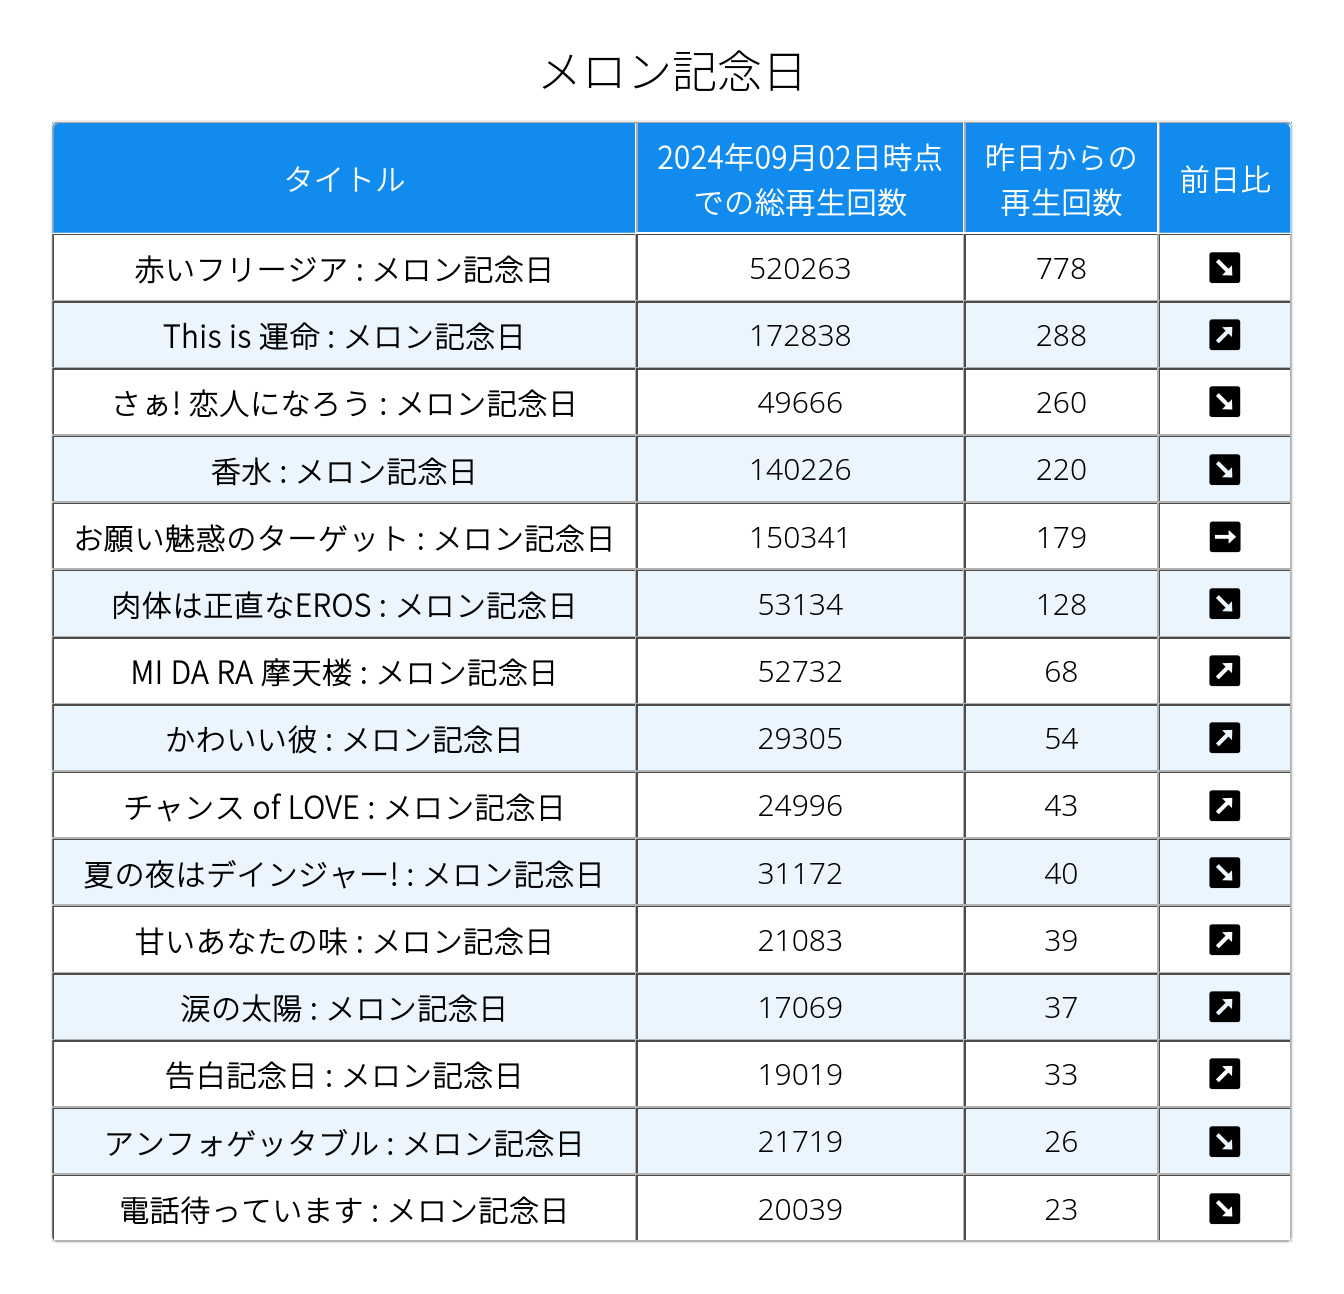 メロン記念日
タイトル
2024年09月02日時点
での総再生回数
昨日からの
再生回数
前日比
赤いフリージア : メロン記念日 520263 778 ↘
This is 運命 : メロン記念日 172838 288 ↗
さぁ! 恋人になろう : メロン記念日 49666 260 ↘
香水 : メロン記念日 140226 220 ↘
お願い魅惑のターゲット : メロン記念日 150341 179 →
肉体は正直なEROS : メロン記念日 53134 128 ↘
MI DA RA 摩天楼 : メロン記念日 52732 68 ↗
かわいい彼 : メロン記念日 29305 54 ↗
チャンス of LOVE : メロン記念日 24996 43 ↗
夏の夜はデインジャー! : メロン記念日 31172 40 ↘
甘いあなたの味 : メロン記念日 21083 39 ↗
涙の太陽 : メロン記念日 17069 37 ↗
告白記念日 : メロン記念日 19019 33 ↗
アンフォゲッタブル : メロン記念日 21719 26 ↘
電話待っています : メロン記念日 20039 23 ↘